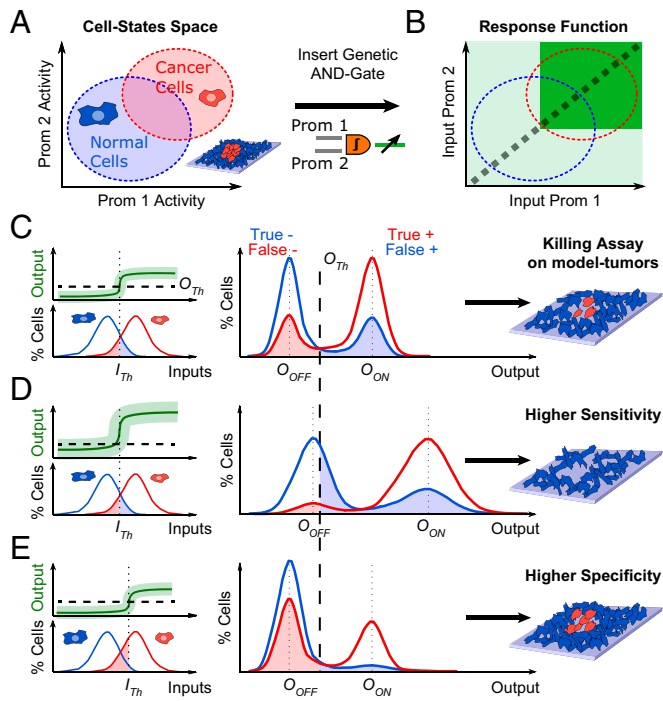 A
Cell-States Space
Prom 2 Activity
Cancer
Cells
Normal
Cells
Prom 1 Activity
Insert Genetic
AND-Gate
Prom 1
Prom 2
∫
B
Response Function
Input Prom 2
Input Prom 1
C
Output
O_Th
% Cells
I_Th
Inputs
True -
False -
True +
False +
O_Th
% Cells
O_OFF
O_ON
Output
Killing Assay
on model-tumors
D
Output
% Cells
I_Th
Inputs
% Cells
O_OFF
O_ON
Output
Higher Sensitivity
E
Output
% Cells
I_Th
Inputs
% Cells
O_OFF
O_ON
Output
Higher Specificity